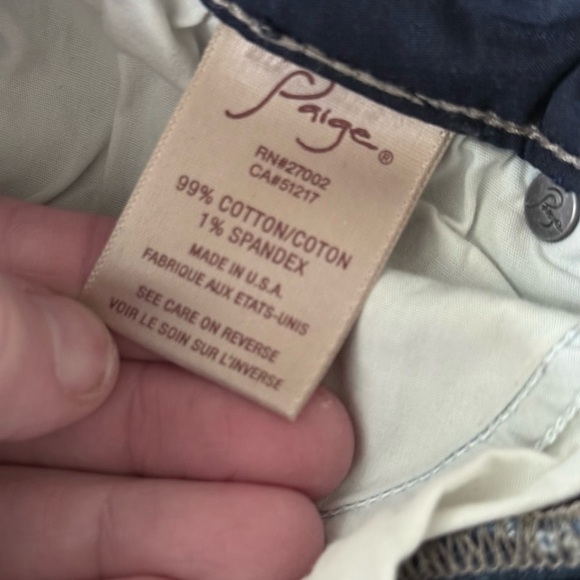 Paige®
RN#27002
CA#51217
99% COTTON/COTON
1% SPANDEX
MADE IN U.S.A.
FABRIQUE AUX ETATS-UNIS
SEE CARE ON REVERSE
VOIR LE SOIN SUR L'INVERSE
Paige